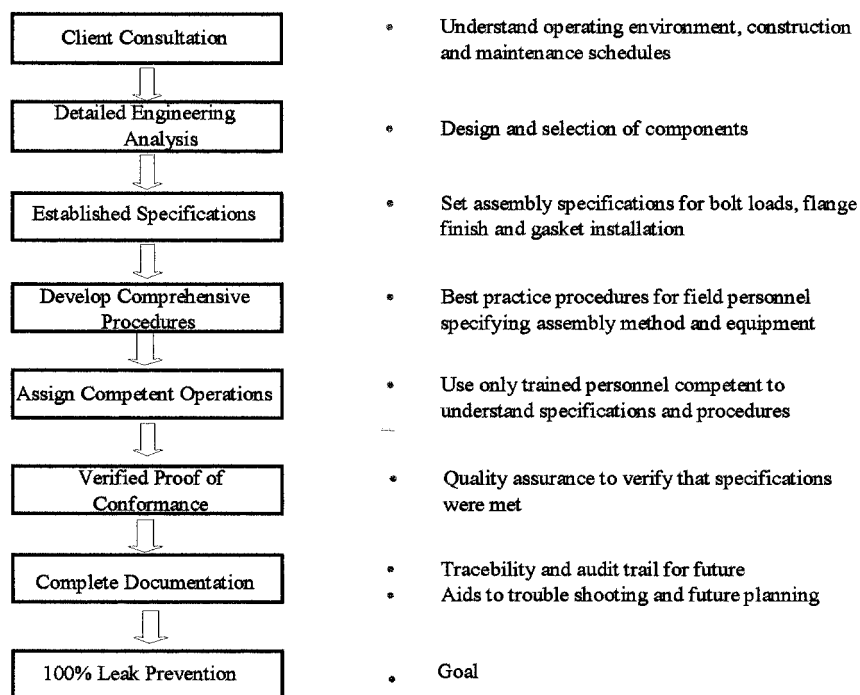 Client Consultation
• Understand operating environment, construction
and maintenance schedules
Detailed Engineering
Analysis
• Design and selection of components
Established Specifications
• Set assembly specifications for bolt loads, flange
finish and gasket installation
Develop Comprehensive
Procedures
• Best practice procedures for field personnel
specifying assembly method and equipment
Assign Competent Operations
• Use only trained personnel competent to
understand specifications and procedures
Verified Proof of
Conformance
• Quality assurance to verify that specifications
were met
Complete Documentation
• Tracebility and audit trail for future
• Aids to trouble shooting and future planning
100% Leak Prevention
• Goal